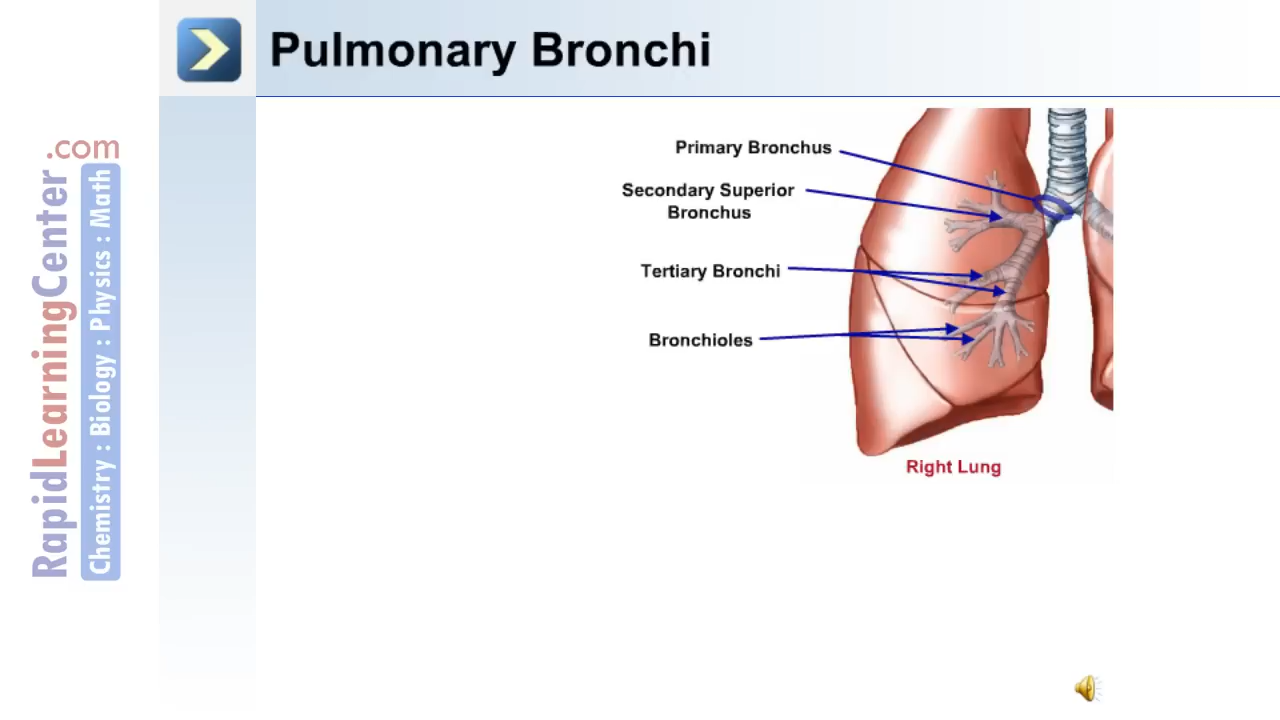 Pulmonary Bronchi
RapidLearningCenter.com
Chemistry : Biology : Physics : Math
Primary Bronchus
Secondary Superior
Bronchus
Tertiary Bronchi
Bronchioles
Right Lung